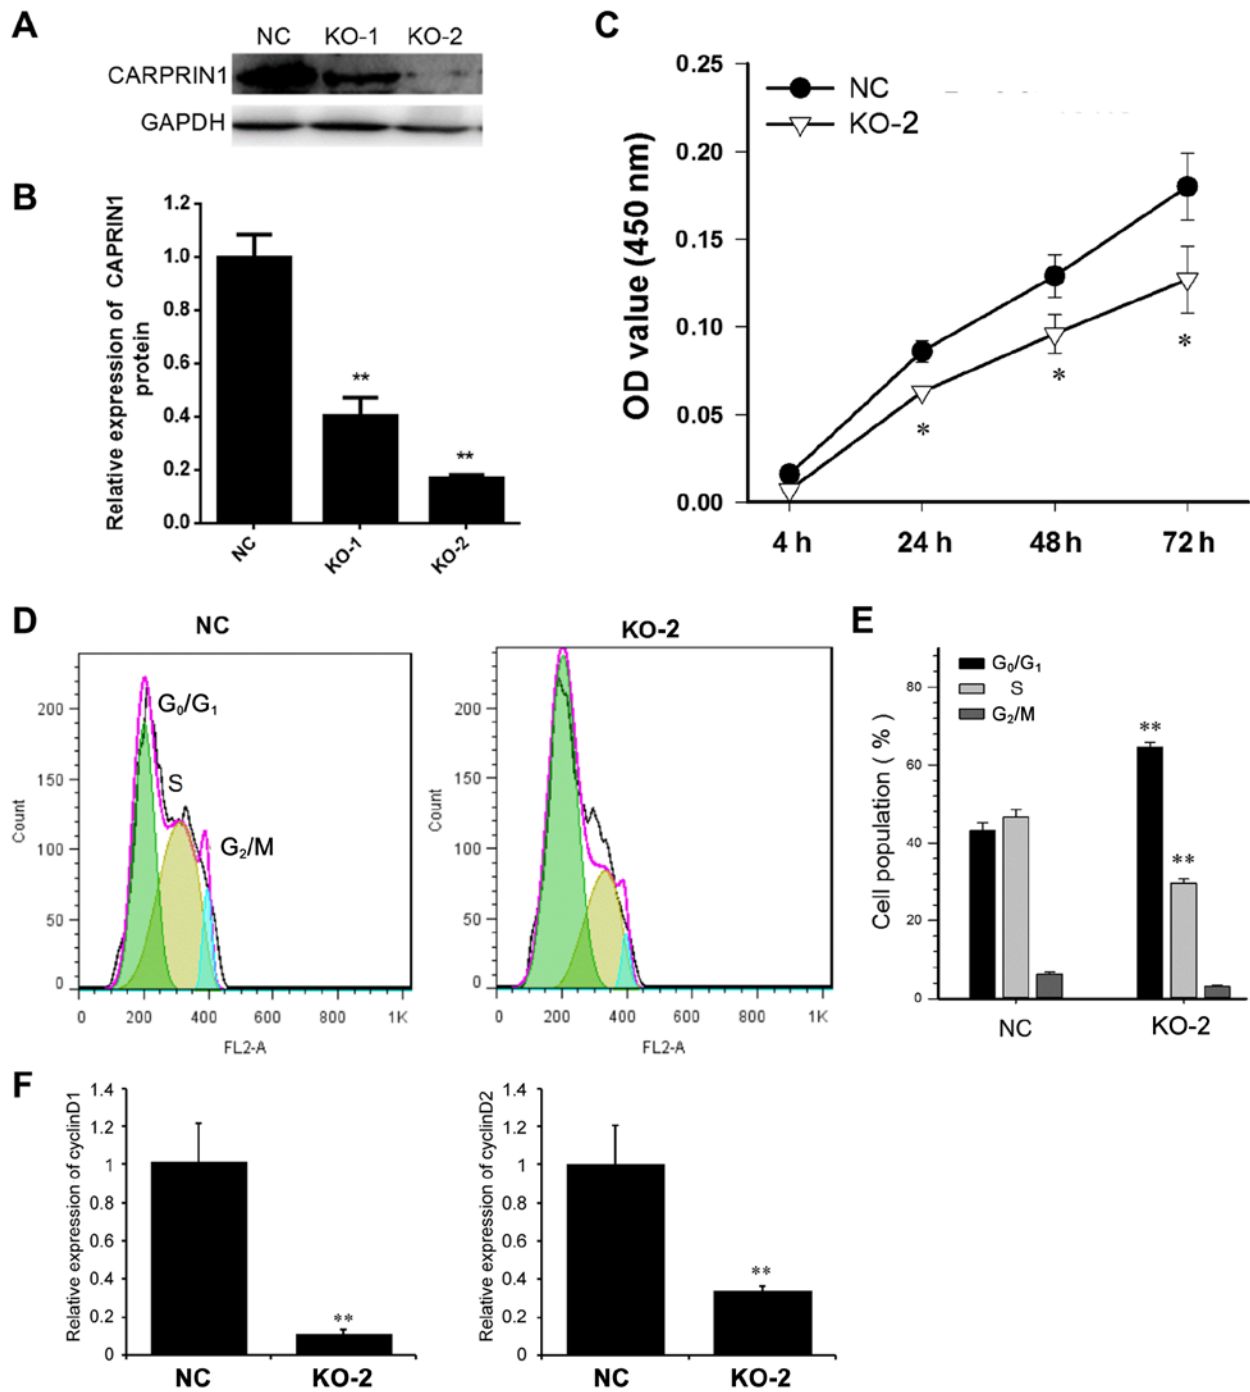 A
NC KO-1 KO-2
CARPRIN1
GAPDH
B
Relative expression of CAPRIN1
protein
1.2
1.0
0.8
0.6
0.4
0.2
0.0
**
**
NC
KO-1
KO-2
C
OD value (450 nm)
0.25
0.20
0.15
0.10
0.05
0.00
NC
KO-2
*
*
*
4 h 24 h 48 h 72 h
D
NC
Count
200
150
100
50
0
G₀/G₁
S
G₂/M
0 200 400 600 800 1K
FL2-A
KO-2
Count
200
150
100
50
0
0 200 400 600 800 1K
FL2-A
E
Cell population ( % )
80
60
40
20
0
G₀/G₁
S
G₂/M
**
**
NC KO-2
F
Relative expression of cyclinD1
1.4
1.2
1
0.8
0.6
0.4
0.2
0
**
NC KO-2
Relative expression of cyclinD2
1.4
1.2
1
0.8
0.6
0.4
0.2
0
**
NC KO-2